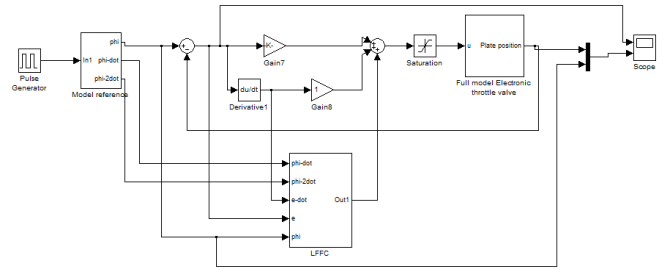 Pulse
Generator
In1
phi
phi-dot
phi-2dot
Model reference
-K-
Gain7
du/dt
Derivative1
1
Gain8
Saturation
u
Plate position
Full model Electronic
throttle valve
Scope
phi-dot
phi-2dot
e-dot
e
phi
Out1
LFFC